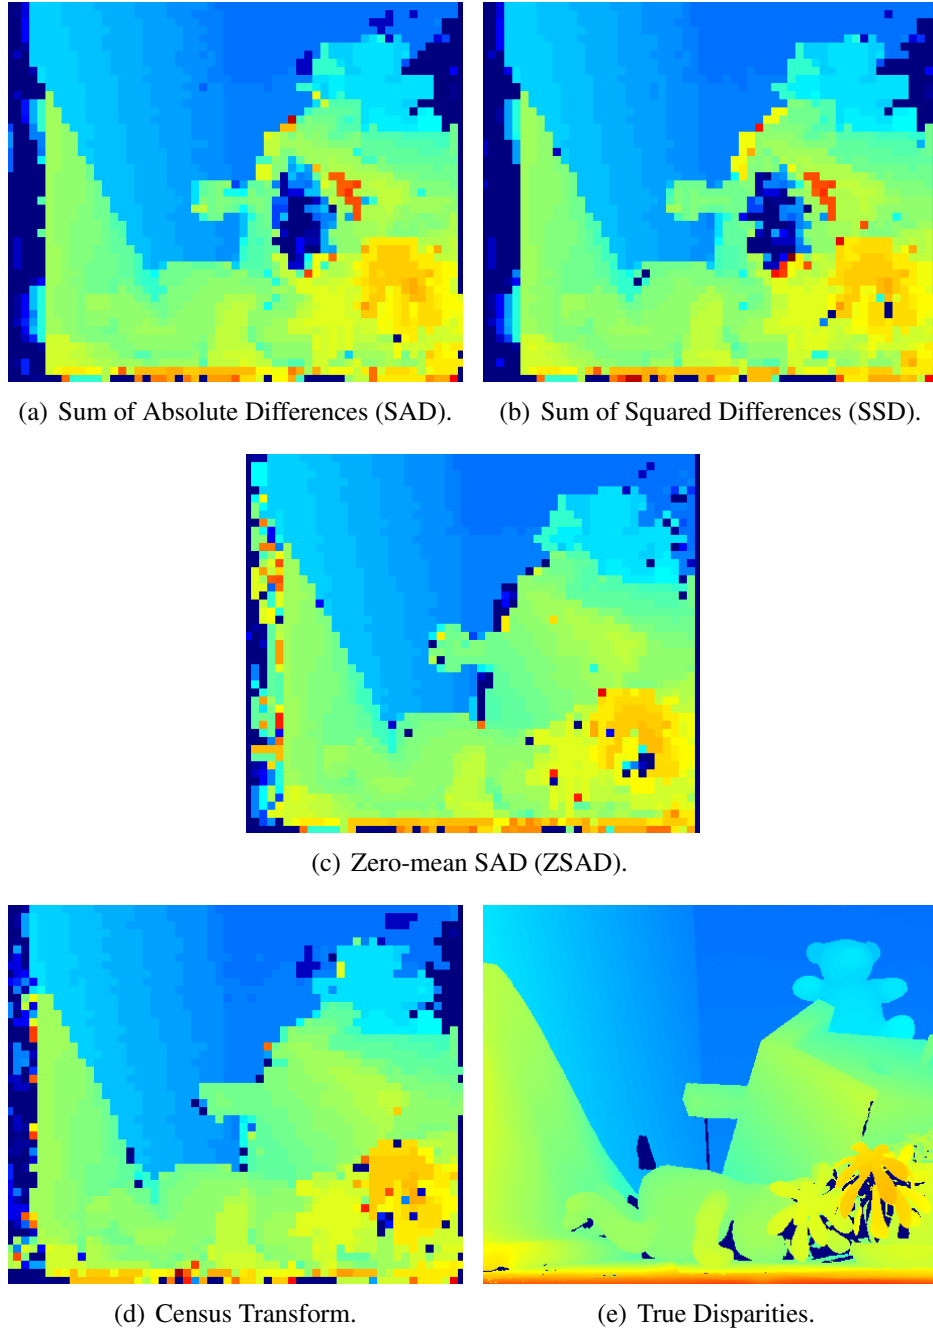 (a) Sum of Absolute Differences (SAD).
(b) Sum of Squared Differences (SSD).
(c) Zero-mean SAD (ZSAD).
(d) Census Transform.
(e) True Disparities.